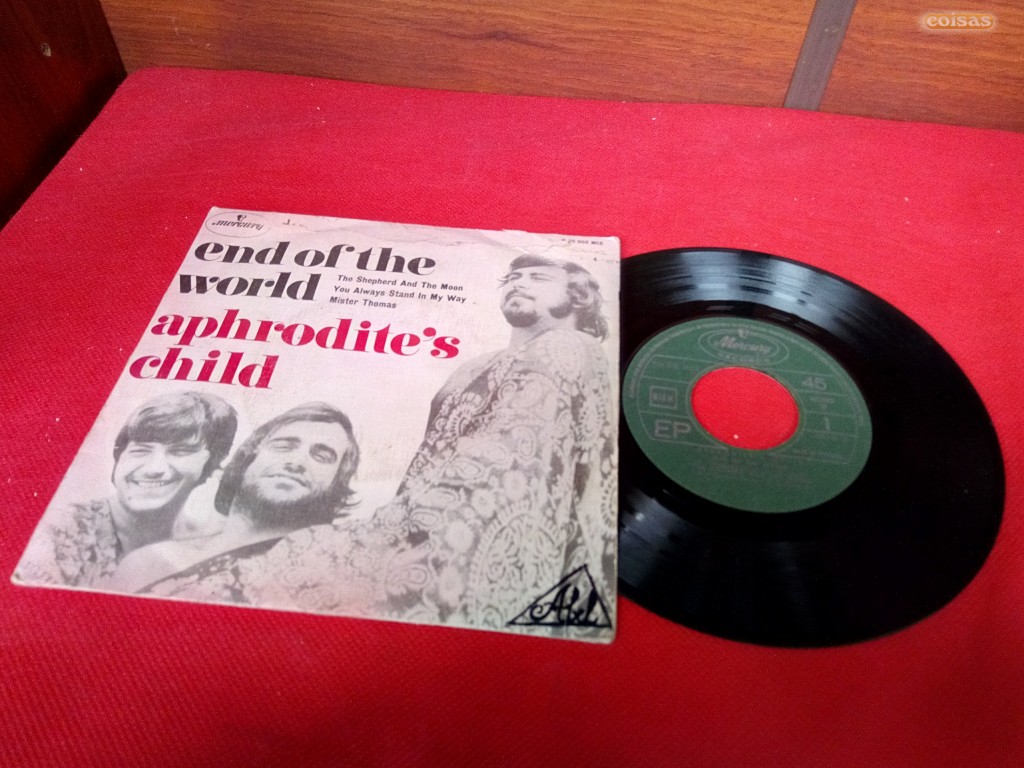 coisas
mercury
end of the
world
The Shepherd And The Moon
You Always Stand In My Way
Mister Thomas
aphrodite's
child
Mercury
45
BIEM
1
EP